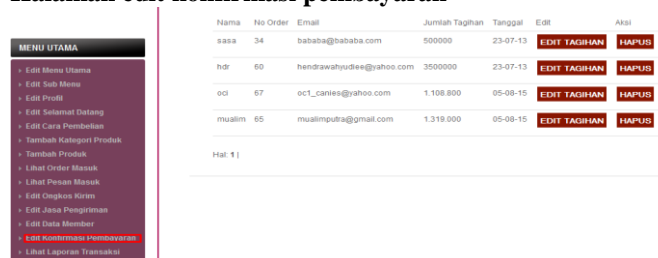 Halaman edit konfirmasi pembayaran
Nama No Order Email Jumlah Tagihan Tanggal Edit Aksi
sasa 34 bababa@bababa.com 500000 23-07-13 EDIT TAGIHAN HAPUS
hdr 60 hendrawahyudiee@yahoo.com 3500000 23-07-13 EDIT TAGIHAN HAPUS
oci 67 oc1_canies@yahoo.com 1.108.800 05-08-15 EDIT TAGIHAN HAPUS
mualim 65 mualimputra@gmail.com 1.319.000 05-08-15 EDIT TAGIHAN HAPUS
Hal: 1 |
MENU UTAMA
Edit Menu Utama
Edit Sub Menu
Edit Profil
Edit Selamat Datang
Edit Cara Pembelian
Tambah Kategori Produk
Tambah Produk
Lihat Order Masuk
Lihat Pesan Masuk
Edit Ongkos Kirim
Edit Jasa Pengiriman
Edit Data Member
Edit Konfirmasi Pembayaran
Lihat Laporan Transaksi